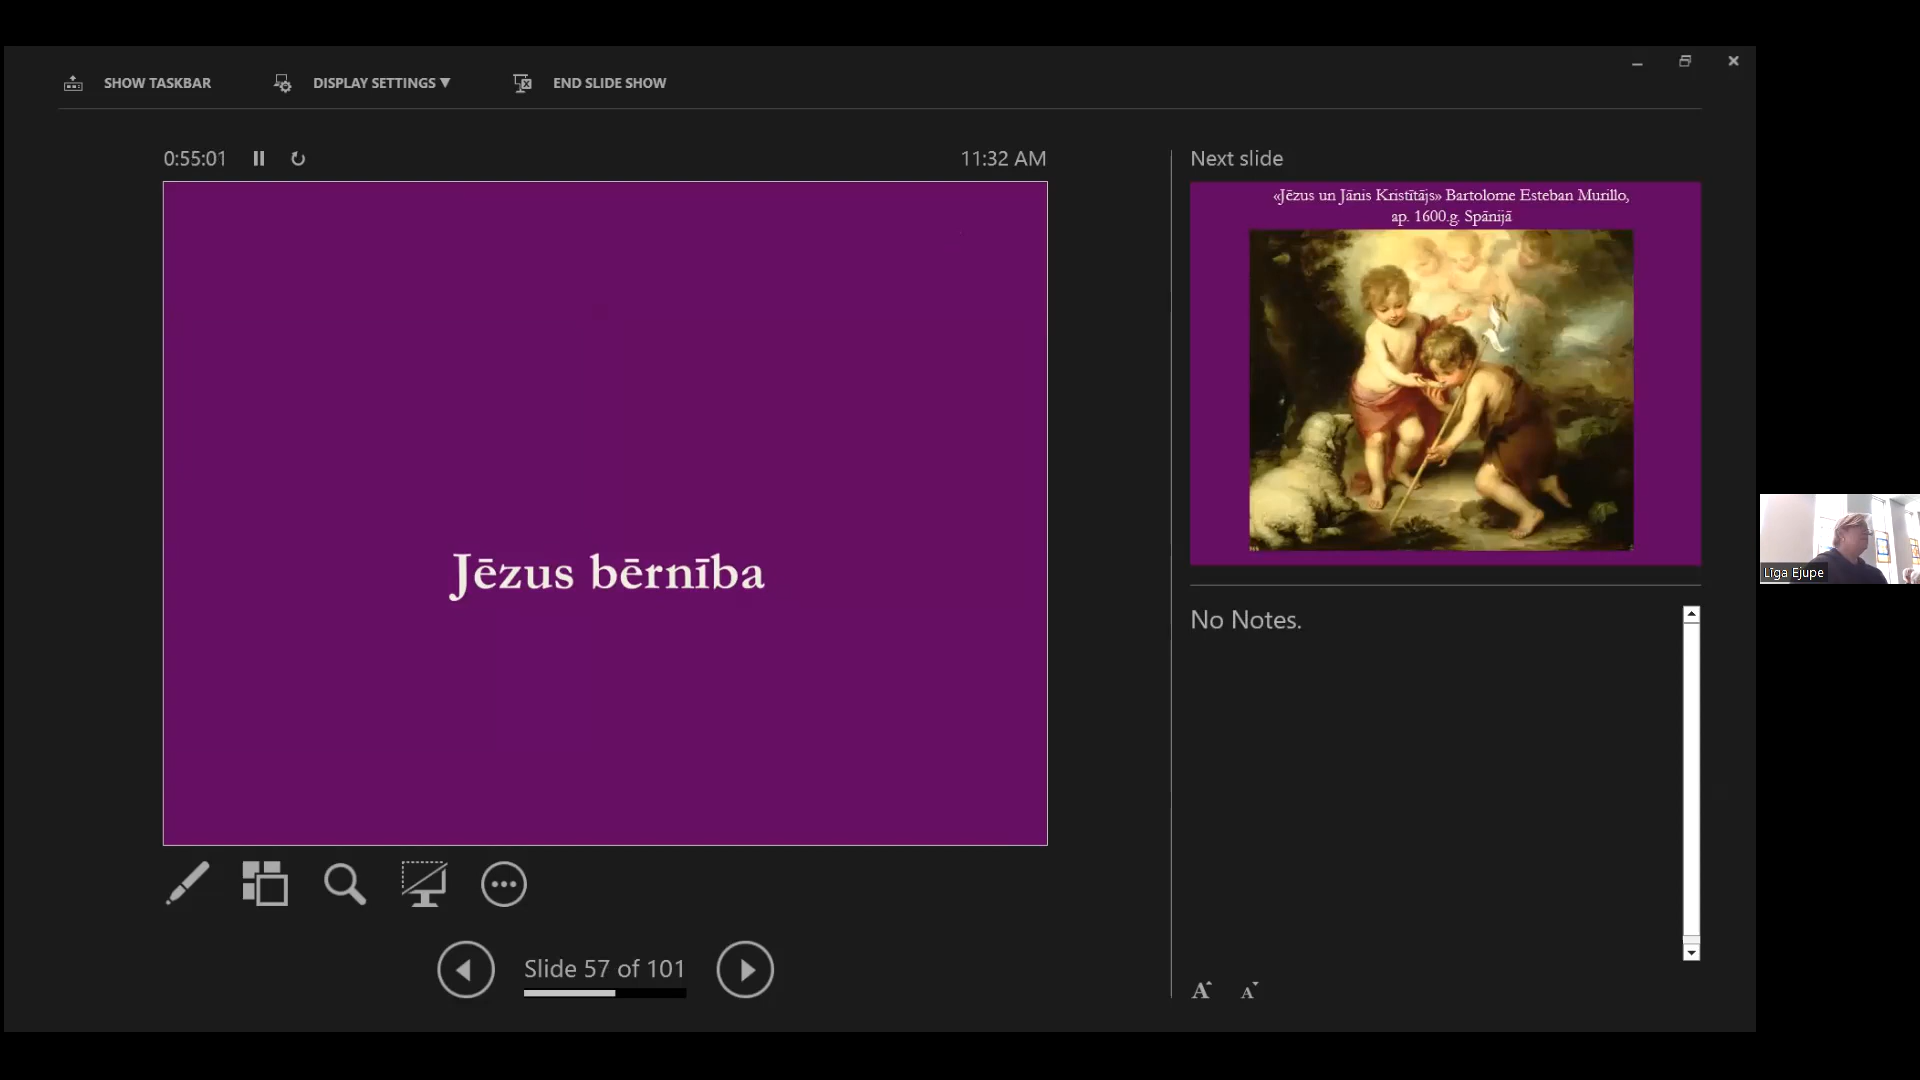 SHOW TASKBAR
DISPLAY SETTINGS ▼
END SLIDE SHOW
0:55:01
11:32 AM
Jēzus bērnība
Slide 57 of 101
Next slide
«Jēzus un Jānis Kristītājs» Bartolome Esteban Murillo,
ap. 1600.g. Spānijā
No Notes.
A
A
Līga Ejupe